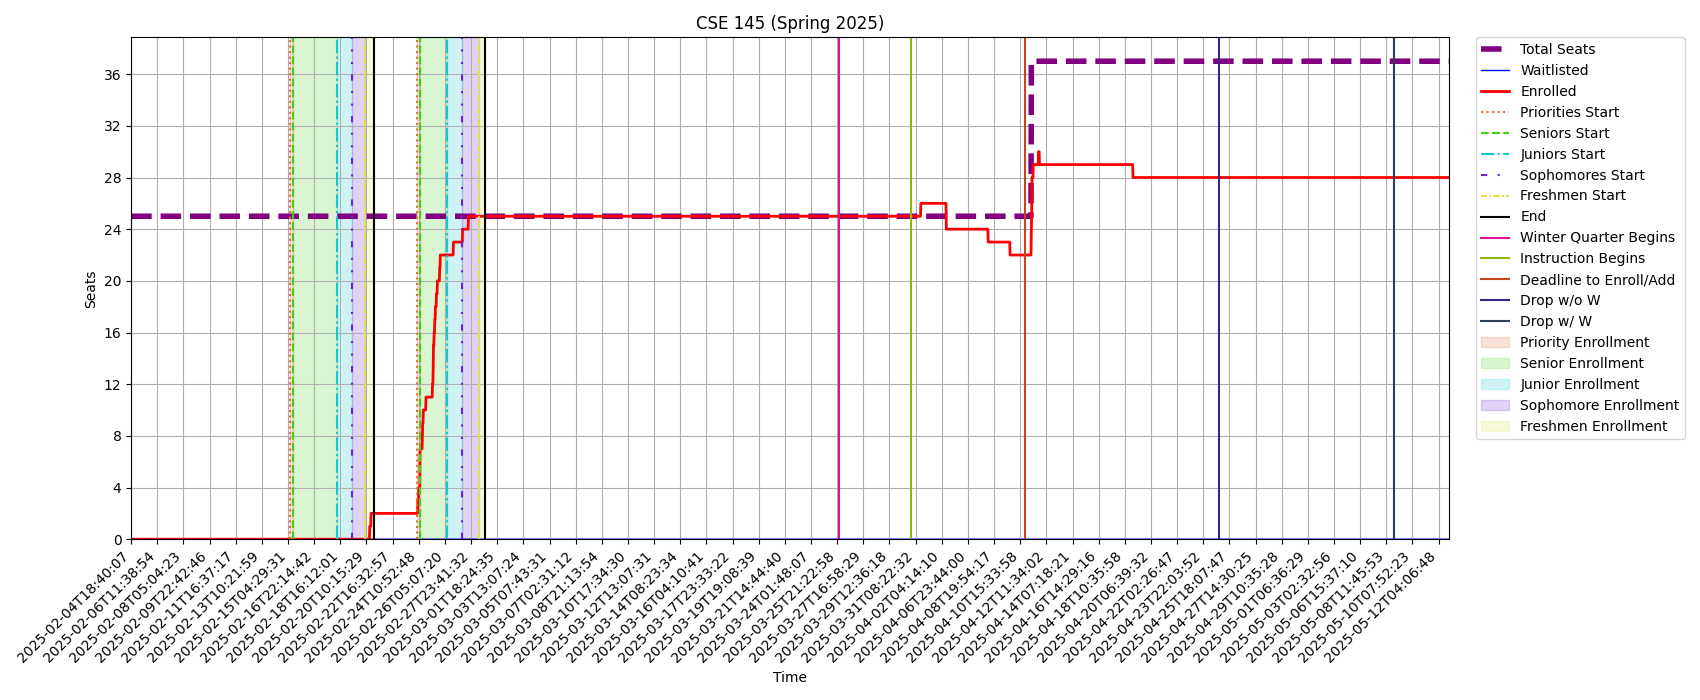 CSE 145 (Spring 2025)
Seats
36
32
28
24
20
16
12
8
4
0
2025-02-04T18:40:07
2025-02-06T11:38:54
2025-02-08T05:04:23
2025-02-09T22:42:46
2025-02-11T16:37:17
2025-02-13T10:21:59
2025-02-15T04:29:31
2025-02-16T22:14:42
2025-02-18T16:12:01
2025-02-20T10:15:29
2025-02-22T16:32:57
2025-02-24T10:52:48
2025-02-26T05:07:20
2025-02-27T23:41:32
2025-03-01T18:24:35
2025-03-03T13:07:24
2025-03-05T07:43:31
2025-03-07T02:31:12
2025-03-08T21:13:54
2025-03-10T17:34:30
2025-03-12T13:07:31
2025-03-14T08:23:34
2025-03-16T04:10:41
2025-03-17T23:33:22
2025-03-19T19:08:39
2025-03-21T14:44:40
2025-03-24T01:48:07
2025-03-25T21:22:58
2025-03-27T16:58:29
2025-03-29T12:36:18
2025-03-31T08:22:32
2025-04-02T04:14:10
2025-04-06T23:44:00
2025-04-08T19:54:17
2025-04-10T15:33:58
2025-04-12T11:34:02
2025-04-14T07:18:21
2025-04-16T14:29:16
2025-04-18T10:35:58
2025-04-20T06:39:32
2025-04-22T02:26:47
2025-04-23T22:03:52
2025-04-25T18:07:47
2025-04-27T14:30:25
2025-04-29T10:35:28
2025-05-01T06:36:29
2025-05-03T02:32:56
2025-05-06T15:37:10
2025-05-08T11:45:53
2025-05-10T07:52:23
2025-05-12T04:06:48
Time
Total Seats
Waitlisted
Enrolled
Priorities Start
Seniors Start
Juniors Start
Sophomores Start
Freshmen Start
End
Winter Quarter Begins
Instruction Begins
Deadline to Enroll/Add
Drop w/o W
Drop w/ W
Priority Enrollment
Senior Enrollment
Junior Enrollment
Sophomore Enrollment
Freshmen Enrollment